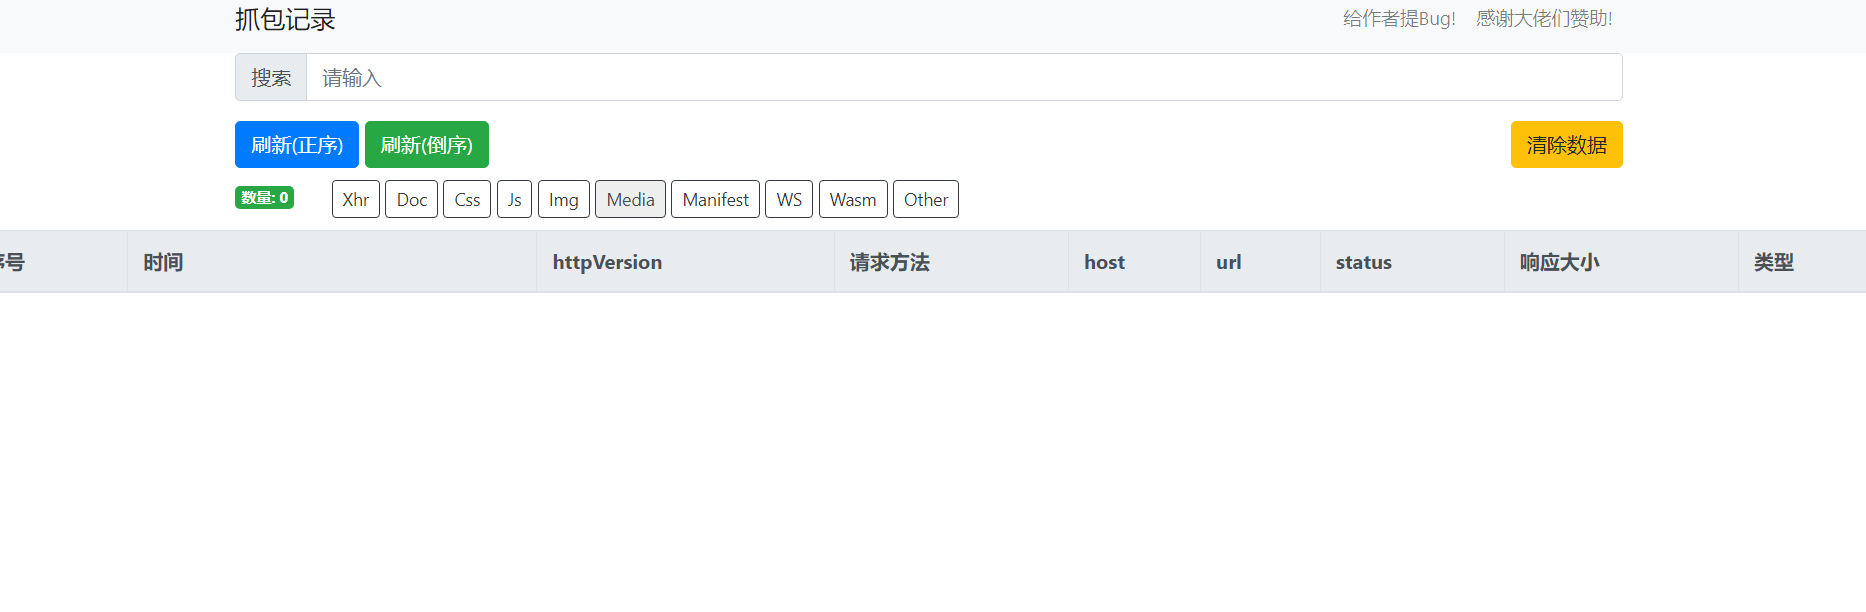 抓包记录 给作者提Bug! 感谢大佬们赞助!
搜索 请输入
刷新(正序) 刷新(倒序) 清除数据
数量: 0 Xhr Doc Css Js Img Media Manifest WS Wasm Other
号 时间 httpVersion 请求方法 host url status 响应大小 类型